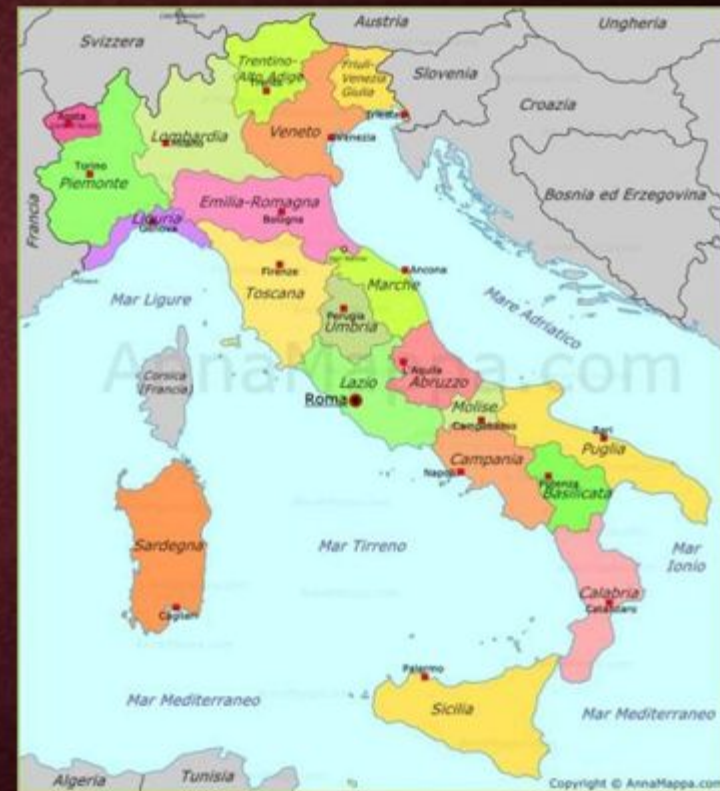 Austria
Ungheria
Svizzera
Slovenia
Croazia
Trentino-
Alto Adige
Trento
Friuli-
Venezia
Giulia
Trieste
Aosta
Lombardia
Milano
Veneto
Venezia
Torino
Piemonte
Francia
Bosnia ed Erzegovina
Liguria
Genova
Emilia-Romagna
Bologna
Firenze
Toscana
Ancona
Marche
Mar Ligure
Mare Adriatico
Perugia
Umbria
AnnaMappa.com
Corsica
(Francia)
Lazio
L'Aquila
Abruzzo
Roma
Molise
Campobasso
Bari
Puglia
Campania
Napoli
Potenza
Basilicata
Sardegna
Mar Tirreno
Mar
Ionio
Cagliari
Calabria
Catanzaro
Palermo
Sicilia
Mar Mediterraneo
Mar Mediterraneo
Algeria
Tunisia
Copyright © AnnaMappa.com